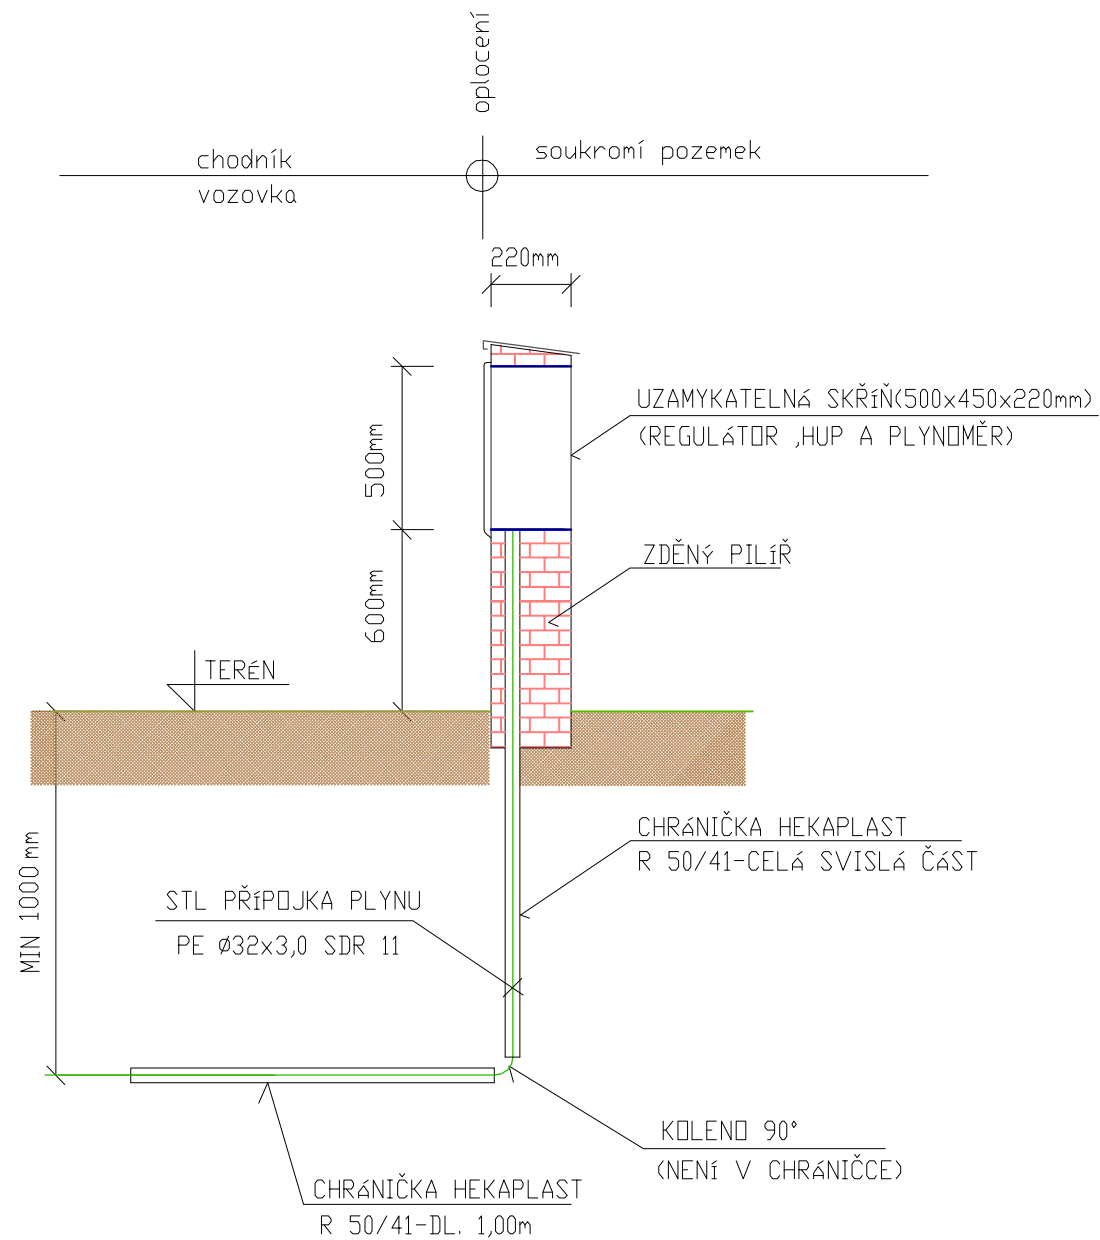 oplocení
chodník
soukromí pozemek
vozovka
220mm
UZAMYKATELNá SKŘíŇ(500x450x220mm)
(REGULáTOR ,HUP A PLYNOMĚR)
500mm
ZDĚNý PILíŘ
600mm
TERéN
CHRáNIČKA HEKAPLAST
R 50/41-CELá SVISLá ČáST
MIN 1000mm
STL PŘíPOJKA PLYNU
PE Ø32x3,0 SDR 11
KOLENO 90°
(NENí V CHRáNIČCE)
CHRáNIČKA HEKAPLAST
R 50/41-DL. 1,00m